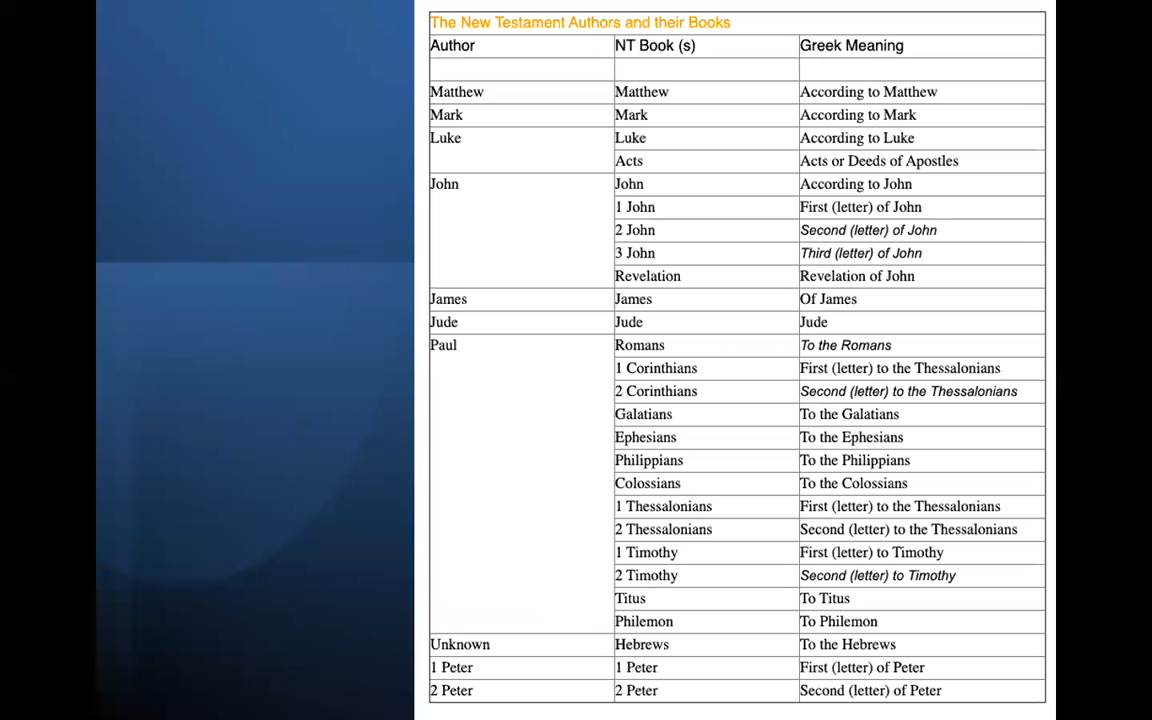 The New Testament Authors and their Books
Author NT Book (s) Greek Meaning
Matthew Matthew According to Matthew
Mark Mark According to Mark
Luke Luke According to Luke
Acts Acts or Deeds of Apostles
John John According to John
1 John First (letter) of John
2 John Second (letter) of John
3 John Third (letter) of John
Revelation Revelation of John
James James Of James
Jude Jude Jude
Paul Romans To the Romans
1 Corinthians First (letter) to the Thessalonians
2 Corinthians Second (letter) to the Thessalonians
Galatians To the Galatians
Ephesians To the Ephesians
Philippians To the Philippians
Colossians To the Colossians
1 Thessalonians First (letter) to the Thessalonians
2 Thessalonians Second (letter) to the Thessalonians
1 Timothy First (letter) to Timothy
2 Timothy Second (letter) to Timothy
Titus To Titus
Philemon To Philemon
Unknown Hebrews To the Hebrews
1 Peter 1 Peter First (letter) of Peter
2 Peter 2 Peter Second (letter) of Peter